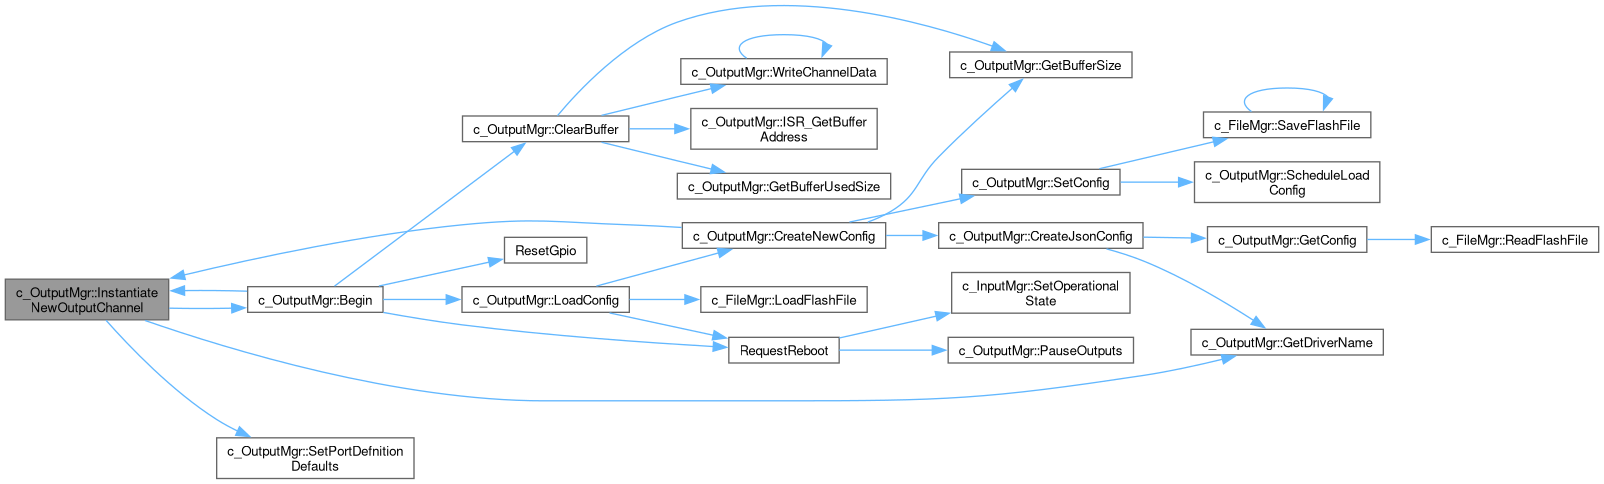 c_OutputMgr::GetBufferSize
c_OutputMgr::WriteChannelData
c_OutputMgr::ClearBuffer
c_OutputMgr::ISR_GetBuffer
Address
c_FileMgr::SaveFlashFile
c_OutputMgr::GetBufferUsedSize
c_OutputMgr::SetConfig
c_OutputMgr::ScheduleLoad
Config
c_OutputMgr::CreateNewConfig
c_OutputMgr::CreateJsonConfig
c_OutputMgr::GetConfig
c_FileMgr::ReadFlashFile
ResetGpio
c_OutputMgr::Instantiate
NewOutputChannel
c_OutputMgr::Begin
c_OutputMgr::LoadConfig
c_FileMgr::LoadFlashFile
c_InputMgr::SetOperational
State
RequestReboot
c_OutputMgr::PauseOutputs
c_OutputMgr::GetDriverName
c_OutputMgr::SetPortDefnition
Defaults